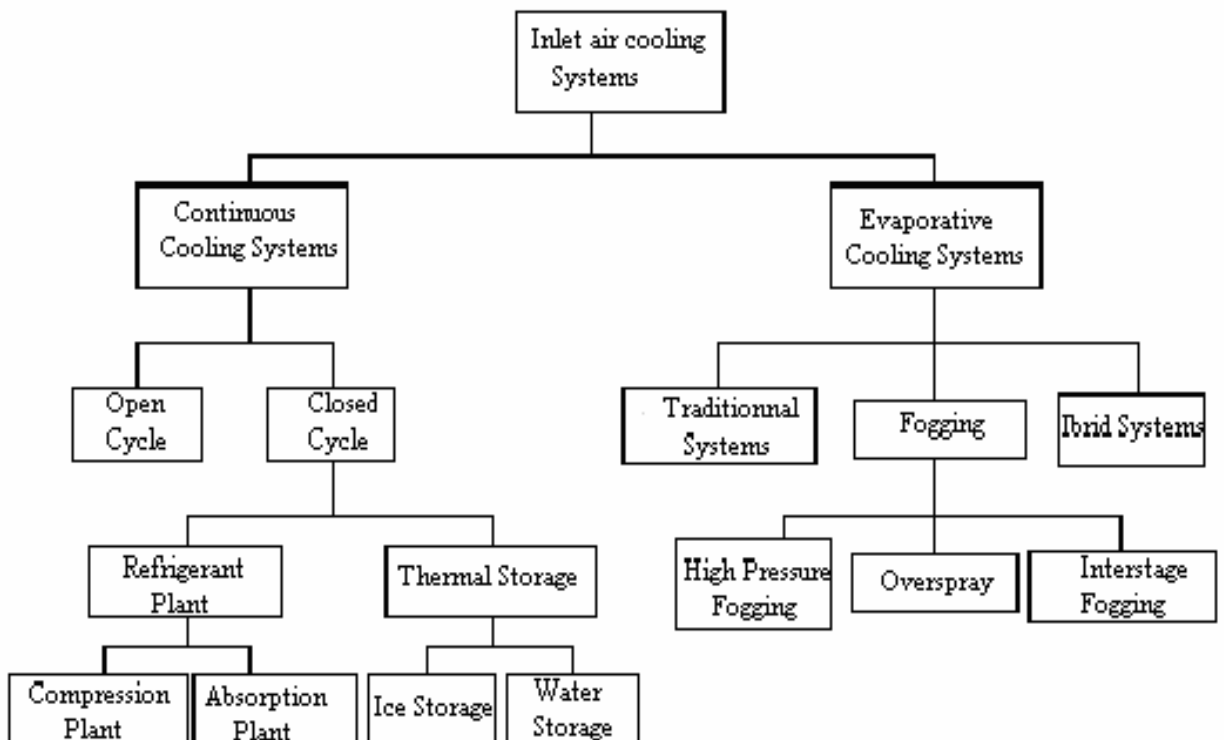 Inlet air cooling
Systems
Continuous
Cooling Systems
Evaporative
Cooling Systems
Open
Cycle
Closed
Cycle
Traditionnal
Systems
Fogging
Ibrid Systems
Refrigerant
Plant
Thermal Storage
High Pressure
Fogging
Overspray
Interstage
Fogging
Compression
Plant
Absorption
Plant
Ice Storage
Water
Storage